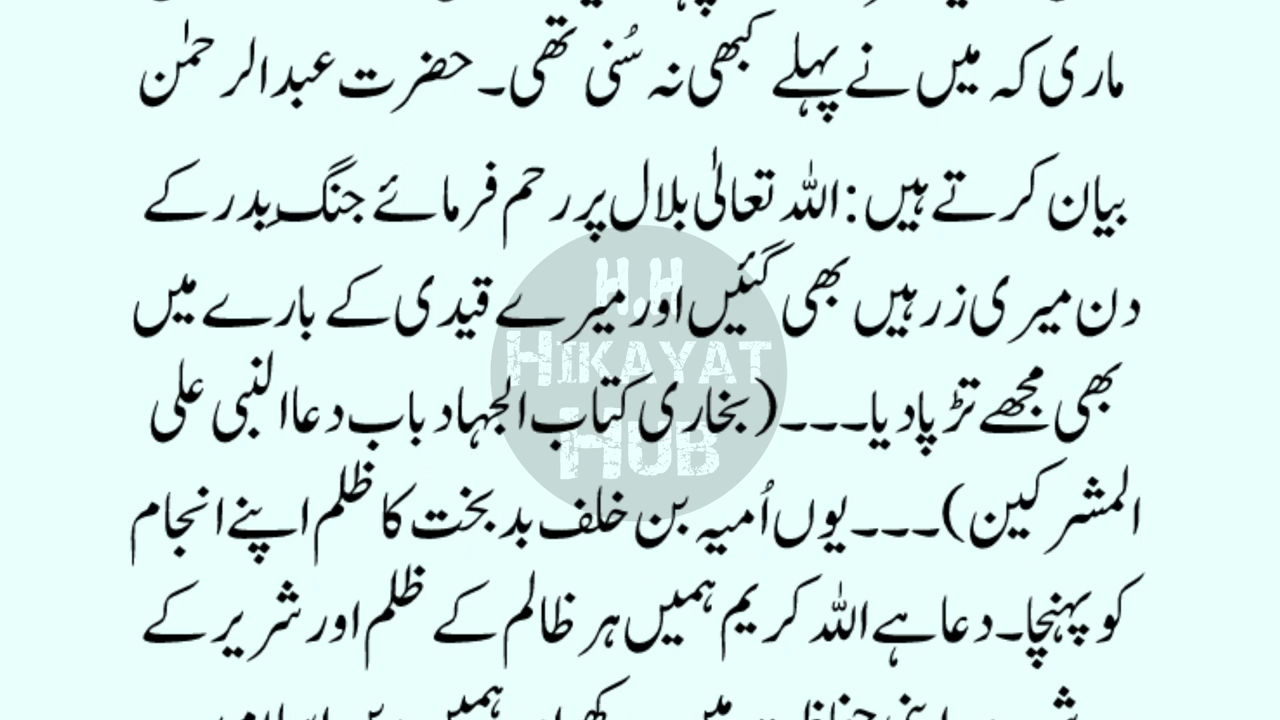 ماری کہ میں نے پہلے کبھی نہ سُنی تھی۔ حضرت عبدالرحمٰن
بیان کرتے ہیں: اللہ تعالٰی بلال پر رحم فرمائے جنگِ بدر کے
دن میری زرہیں بھی گئیں اور میرے قیدی کے بارے میں
بھی مجھے تڑپا دیا۔۔۔(بخاری کتاب الجہاد باب دعا النبی علی
المشرکین)۔۔۔یوں اُمیہ بن خلف بدبخت کا ظلم اپنے انجام
کو پہنچا۔ دعا ہے اللہ کریم ہمیں ہر ظالم کے ظلم اور شریر کے
H.H
HIKAYAT
HUB